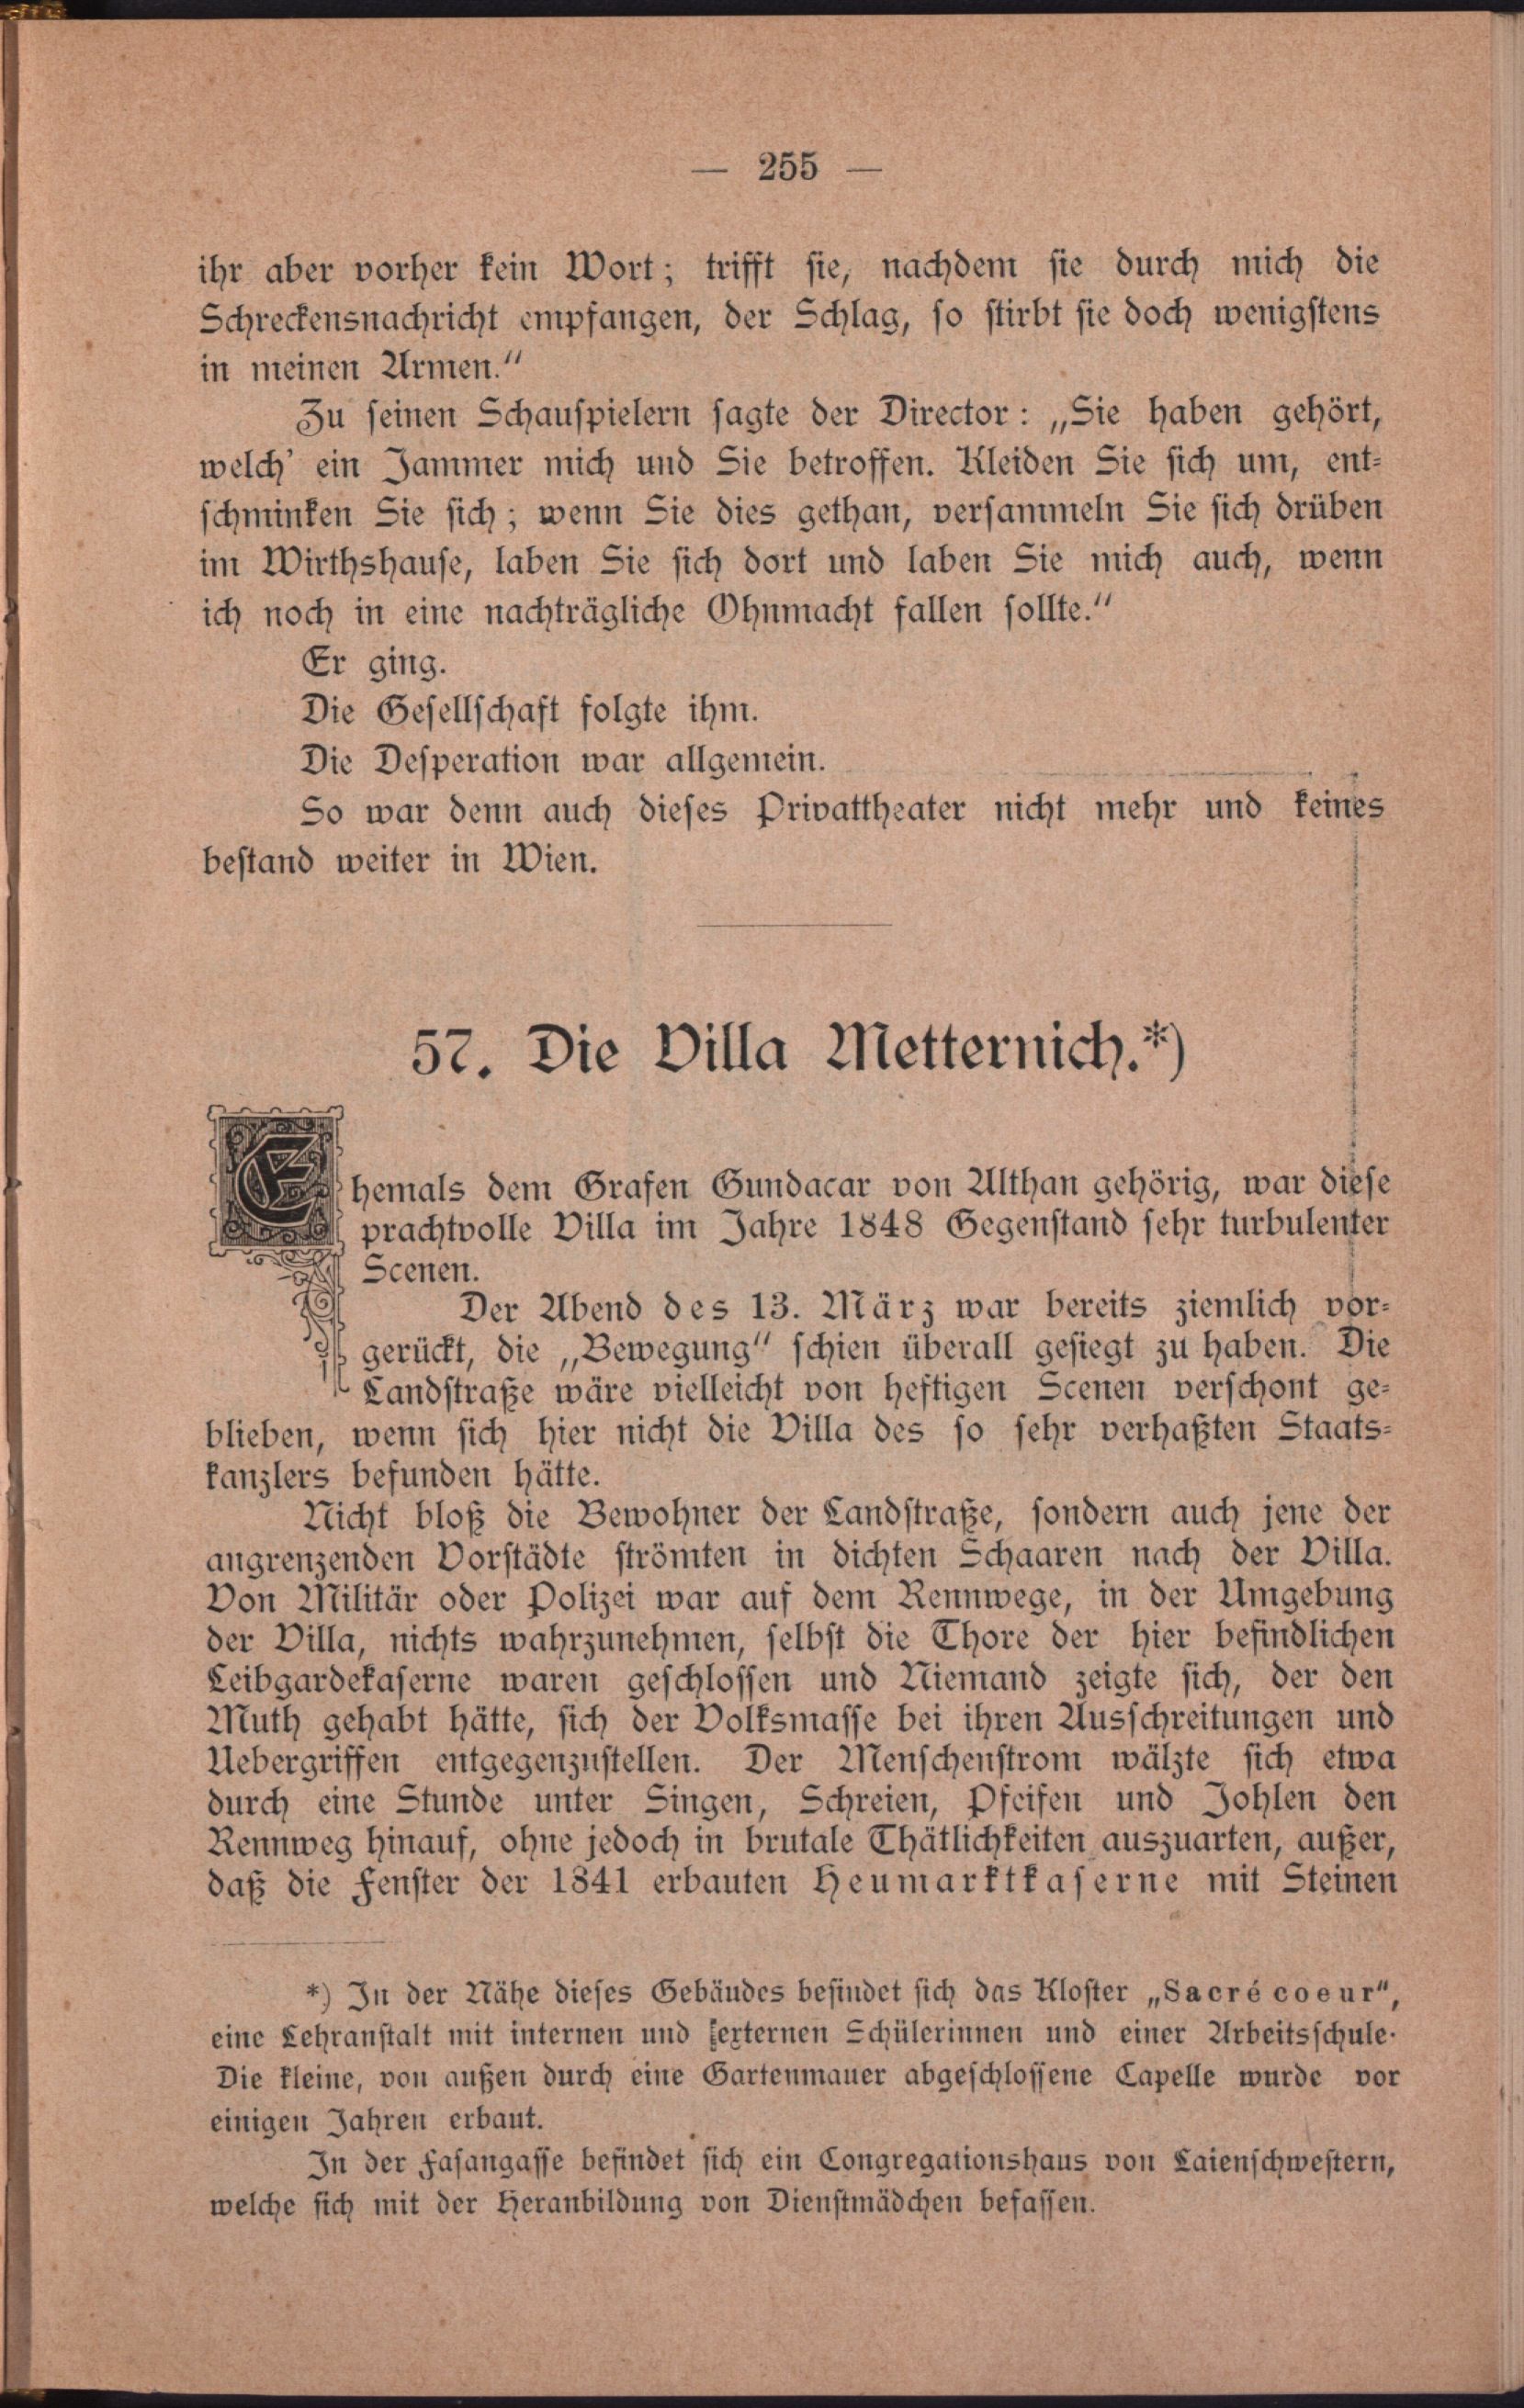 — 255 —
ihr aber vorher kein Wort; trifft sie, nachdem sie durch mich die
Schreckensnachricht empfangen, der Schlag, so stirbt sie doch wenigstens
in meinen Armen.“
Zu seinen Schauspielern sagte der Director: „Sie haben gehört,
welch’ ein Jammer mich und Sie betroffen. Kleiden Sie sich um, ent-
schminken Sie sich; wenn Sie dies gethan, versammeln Sie sich drüben
im Wirthshause, laben Sie sich dort und laben Sie mich auch, wenn
ich noch in eine nachträgliche Ohnmacht fallen sollte.“
Er ging.
Die Gesellschaft folgte ihm.
Die Desperation war allgemein.
So war denn auch dieses Privattheater nicht mehr und keines
bestand weiter in Wien.
57. Die Villa Metternich.*)
Ehemals dem Grafen Gundacar von Althan gehörig, war diese
prachtvolle Villa im Jahre 1848 Gegenstand sehr turbulenter
Scenen.
Der Abend des 13. März war bereits ziemlich vor-
gerückt, die „Bewegung“ schien überall gesiegt zu haben. Die
Landstraße wäre vielleicht von heftigen Scenen verschont ge-
blieben, wenn sich hier nicht die Villa des so sehr verhaßten Staats-
kanzlers befunden hätte.
Nicht bloß die Bewohner der Landstraße, sondern auch jene der
angrenzenden Vorstädte strömten in dichten Schaaren nach der Villa.
Von Militär oder Polizei war auf dem Rennwege, in der Umgebung
der Villa, nichts wahrzunehmen, selbst die Thore der hier befindlichen
Leibgardekaserne waren geschlossen und Niemand zeigte sich, der den
Muth gehabt hätte, sich der Volksmasse bei ihren Ausschreitungen und
Uebergriffen entgegenzustellen. Der Menschenstrom wälzte sich etwa
durch eine Stunde unter Singen, Schreien, Pfeifen und Johlen den
Rennweg hinauf, ohne jedoch in brutale Thätlichkeiten auszuarten, außer,
daß die Fenster der 1841 erbauten Heumarktkaserne mit Steinen
*) In der Nähe dieses Gebäudes befindet sich das Kloster „Sacré coeur“,
eine Lehranstalt mit internen und externen Schülerinnen und einer Arbeitsschule.
Die kleine, von außen durch eine Gartenmauer abgeschlossene Capelle wurde vor
einigen Jahren erbaut.
In der Fasangasse befindet sich ein Congregationshaus von Laienschwestern,
welche sich mit der Heranbildung von Dienstmädchen befassen.